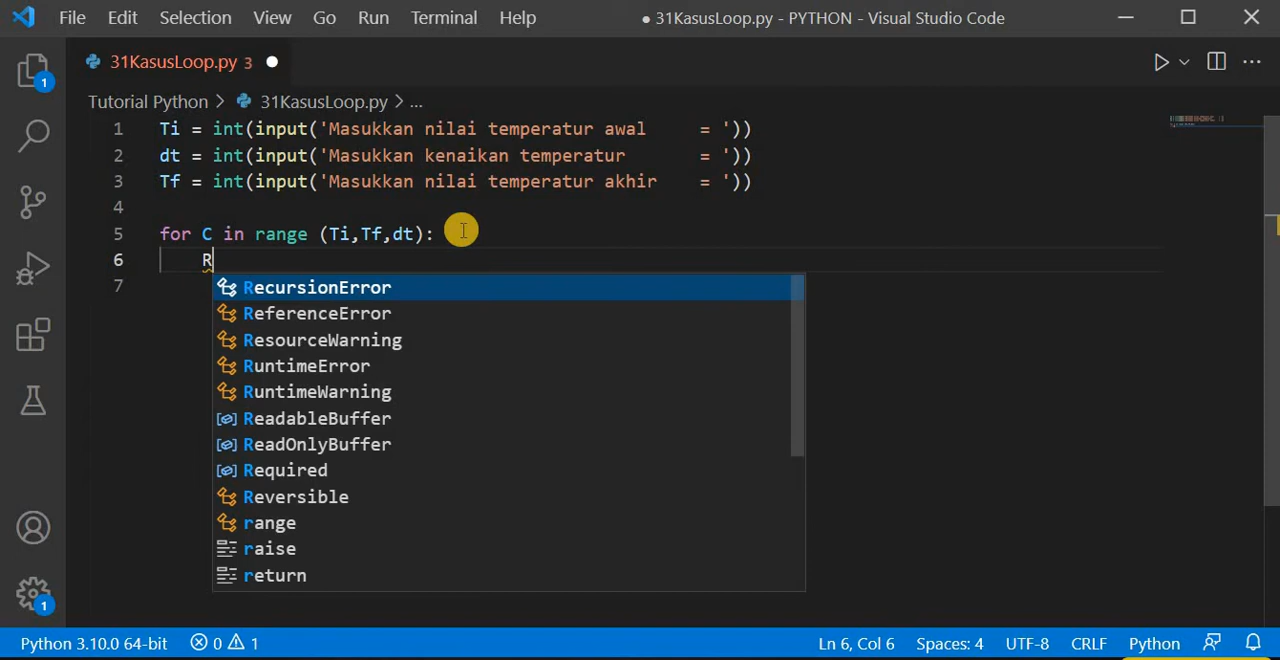 File Edit Selection View Go Run Terminal Help ● 31KasusLoop.py - PYTHON - Visual Studio Code
31KasusLoop.py 3 ●
Tutorial Python > 31KasusLoop.py > ...
1 Ti = int(input('Masukkan nilai temperatur awal     = '))
2 dt = int(input('Masukkan kenaikan temperatur       = '))
3 Tf = int(input('Masukkan nilai temperatur akhir    = '))
4
5 for C in range (Ti,Tf,dt):
6     R
7
RecursionError
ReferenceError
ResourceWarning
RuntimeError
RuntimeWarning
ReadableBuffer
ReadOnlyBuffer
Required
Reversible
range
raise
return
1
1
Python 3.10.0 64-bit 0 1 Ln 6, Col 6 Spaces: 4 UTF-8 CRLF Python